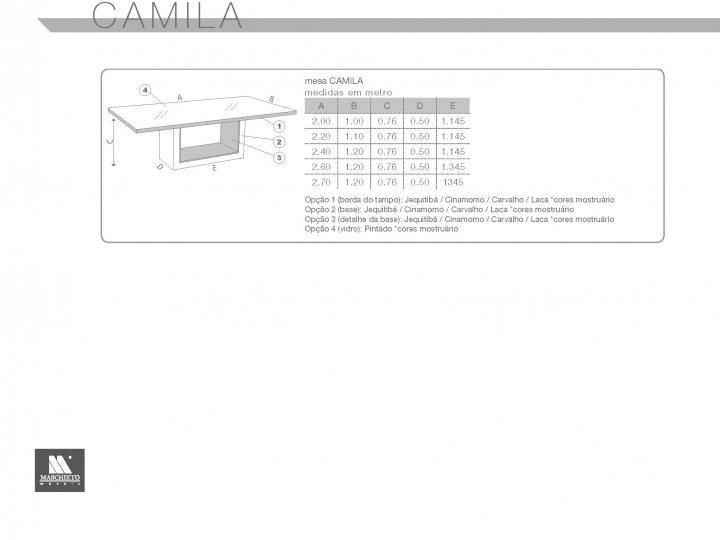 CAMILA
mesa CAMILA
medidas em metro
A B C D E
2.00 1.00 0.76 0.50 1.145
2.20 1.10 0.76 0.50 1.145
2.40 1.20 0.76 0.50 1.145
2.60 1.20 0.76 0.50 1.345
2.70 1.20 0.76 0.50 1345
4 A B
1
C 2
3
D E
Opção 1 (borda do tampo): Jequitibá / Cinamomo / Carvalho / Laca *cores mostruário
Opção 2 (base): Jequitibá / Cinamomo / Carvalho / Laca *cores mostruário
Opção 3 (detalhe da base): Jequitibá / Cinamomo / Carvalho / Laca *cores mostruário
Opção 4 (vidro): Pintado *cores mostruário
MARCHETTO
móveis